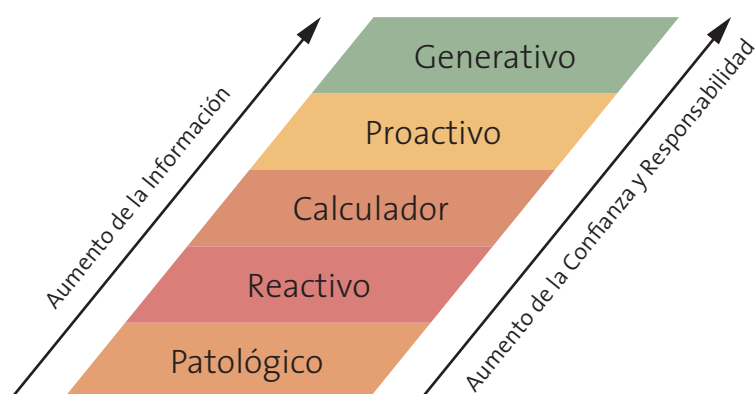 Generativo
Proactivo
Calculador
Reactivo
Patológico
Aumento de la Información
Aumento de la Confianza y Responsabilidad